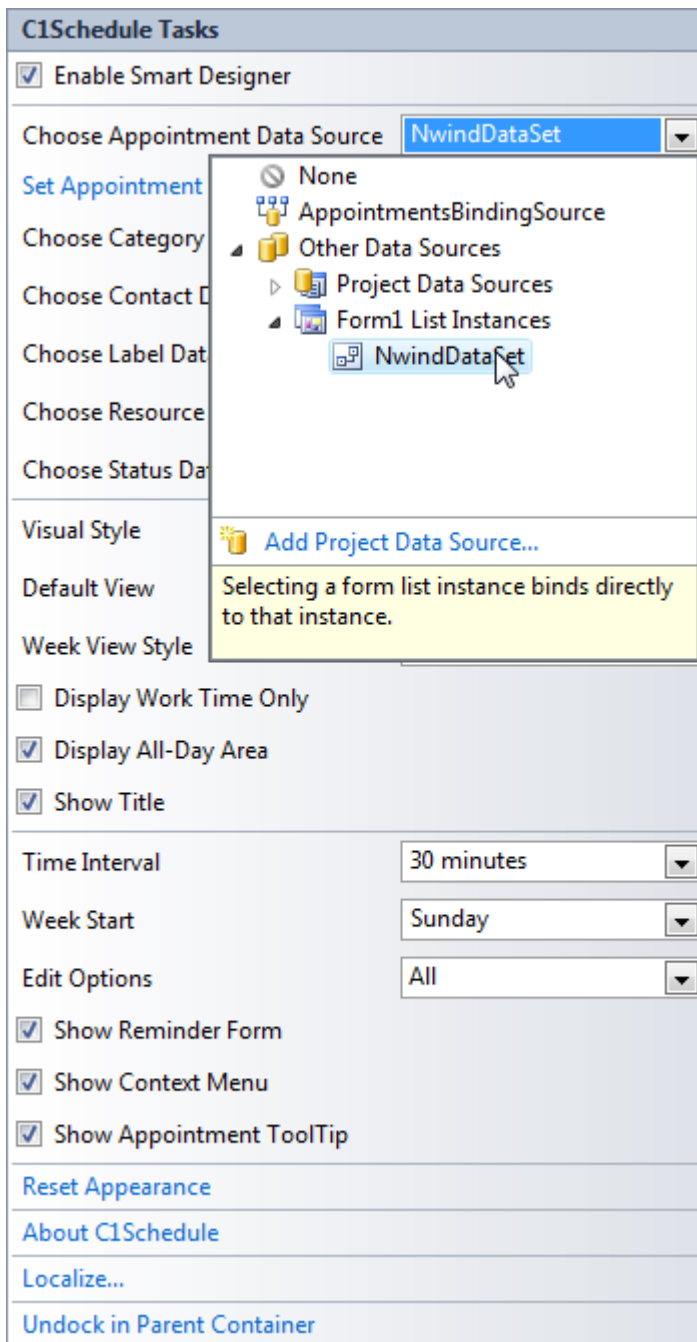 C1Schedule Tasks
Enable Smart Designer
Choose Appointment Data Source NwindDataSet
Set Appointment
None
AppointmentsBindingSource
Choose Category
Other Data Sources
Project Data Sources
Choose Contact D
Form1 List Instances
Choose Label Dat
NwindDataSet
Choose Resource
Choose Status Da
Visual Style
Add Project Data Source...
Default View
Selecting a form list instance binds directly
to that instance.
Week View Style
Display Work Time Only
Display All-Day Area
Show Title
Time Interval 30 minutes
Week Start Sunday
Edit Options All
Show Reminder Form
Show Context Menu
Show Appointment ToolTip
Reset Appearance
About C1Schedule
Localize...
Undock in Parent Container